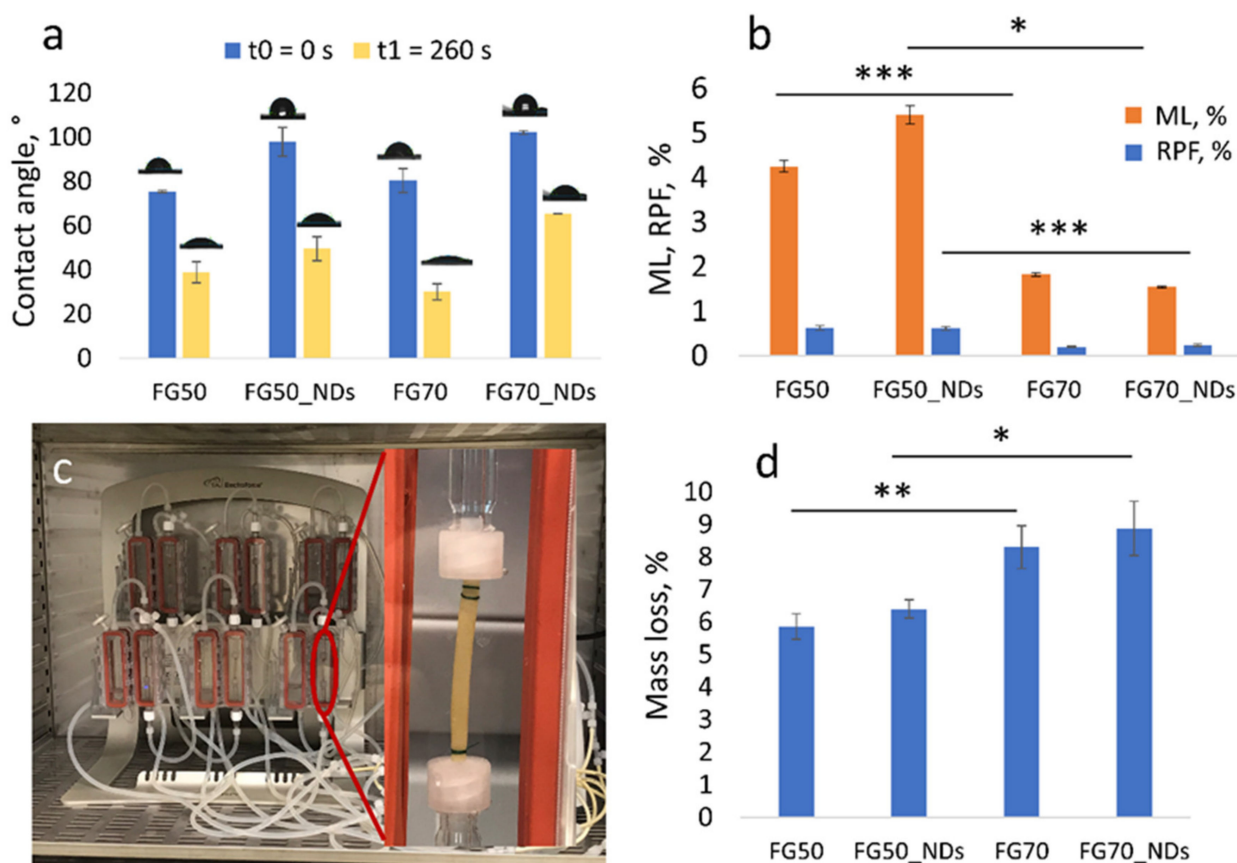 a
t0 = 0 s t1 = 260 s
Contact angle, °
120
100
80
60
40
20
0
FG50 FG50_NDs FG70 FG70_NDs
b
*
***
ML, %
RPF, %
***
ML, RPF, %
6
5
4
3
2
1
0
FG50 FG50_NDs FG70 FG70_NDs
c
d
*
**
Mass loss, %
10
9
8
7
6
5
4
3
2
1
0
FG50 FG50_NDs FG70 FG70_NDs